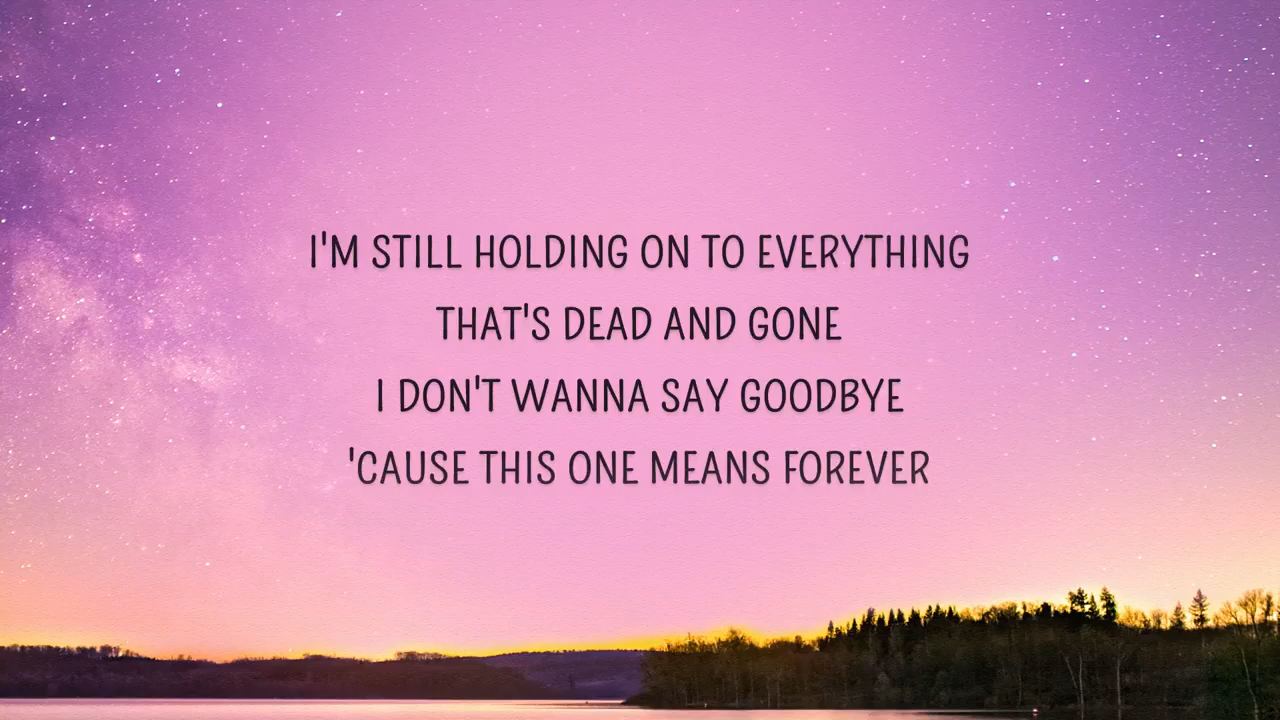 I'M STILL HOLDING ON TO EVERYTHING
THAT'S DEAD AND GONE
I DON'T WANNA SAY GOODBYE
'CAUSE THIS ONE MEANS FOREVER